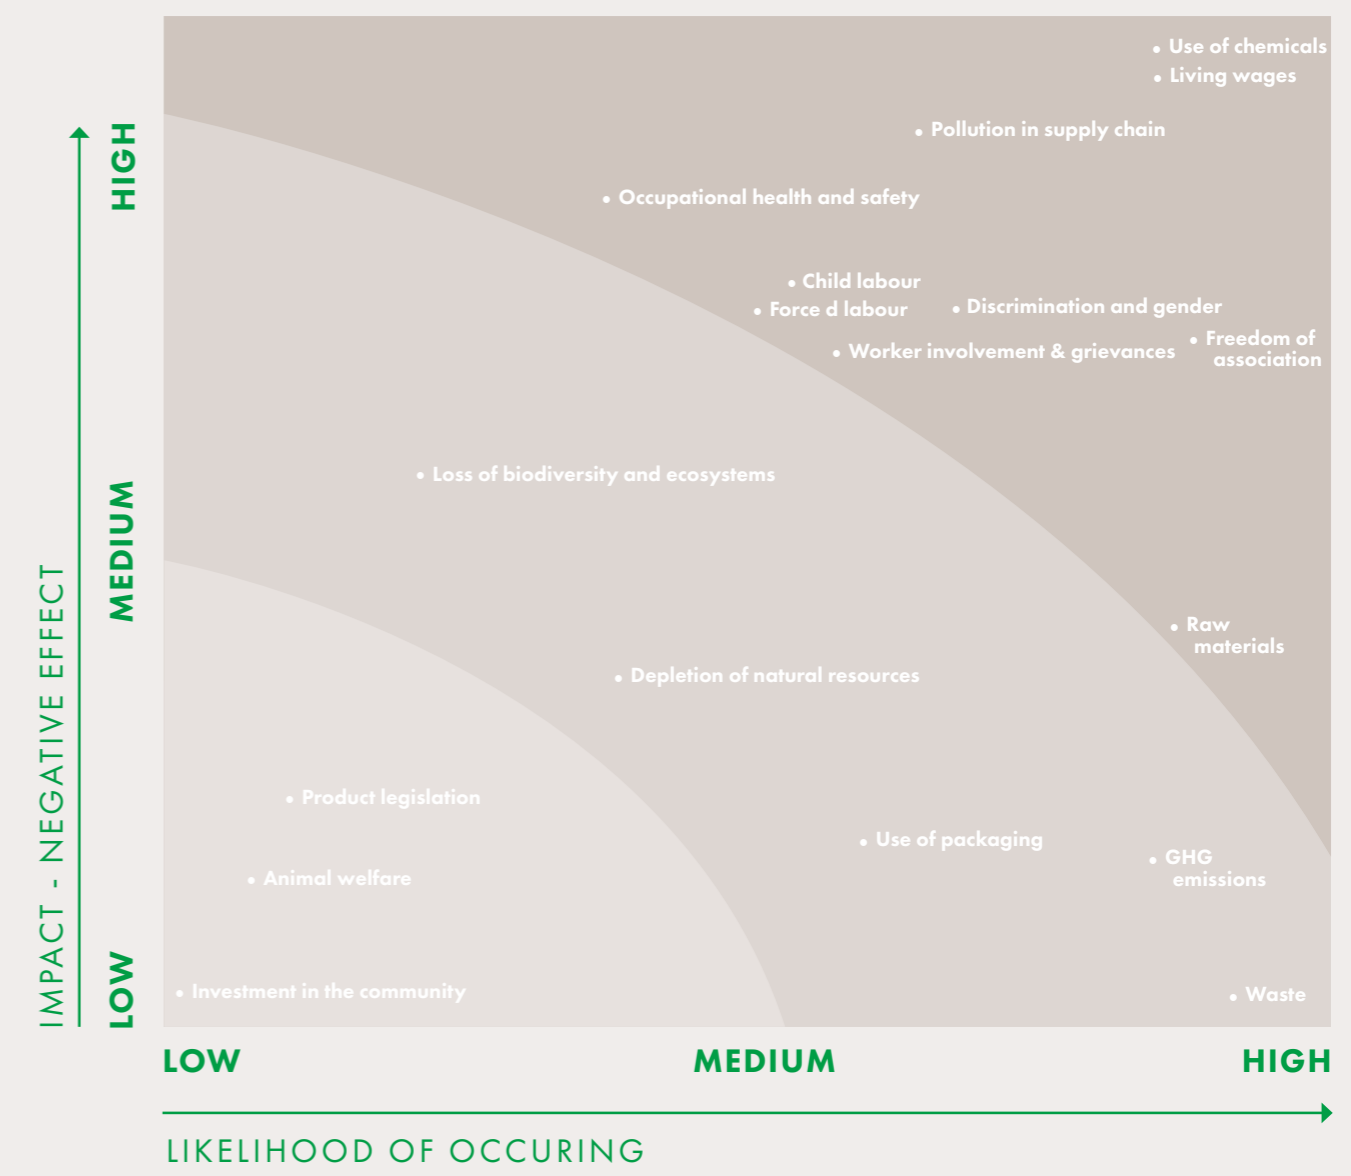 Use of chemicals
Living wages
Pollution in supply chain
Occupational health and safety
Child labour
Force d labour
Discrimination and gender
Worker involvement & grievances
Freedom of
association
Loss of biodiversity and ecosystems
Raw
materials
Depletion of natural resources
Product legislation
Use of packaging
GHG
emissions
Animal welfare
Investment in the community
Waste
HIGH
MEDIUM
LOW
IMPACT - NEGATIVE EFFECT
LOW
MEDIUM
HIGH
LIKELIHOOD OF OCCURING